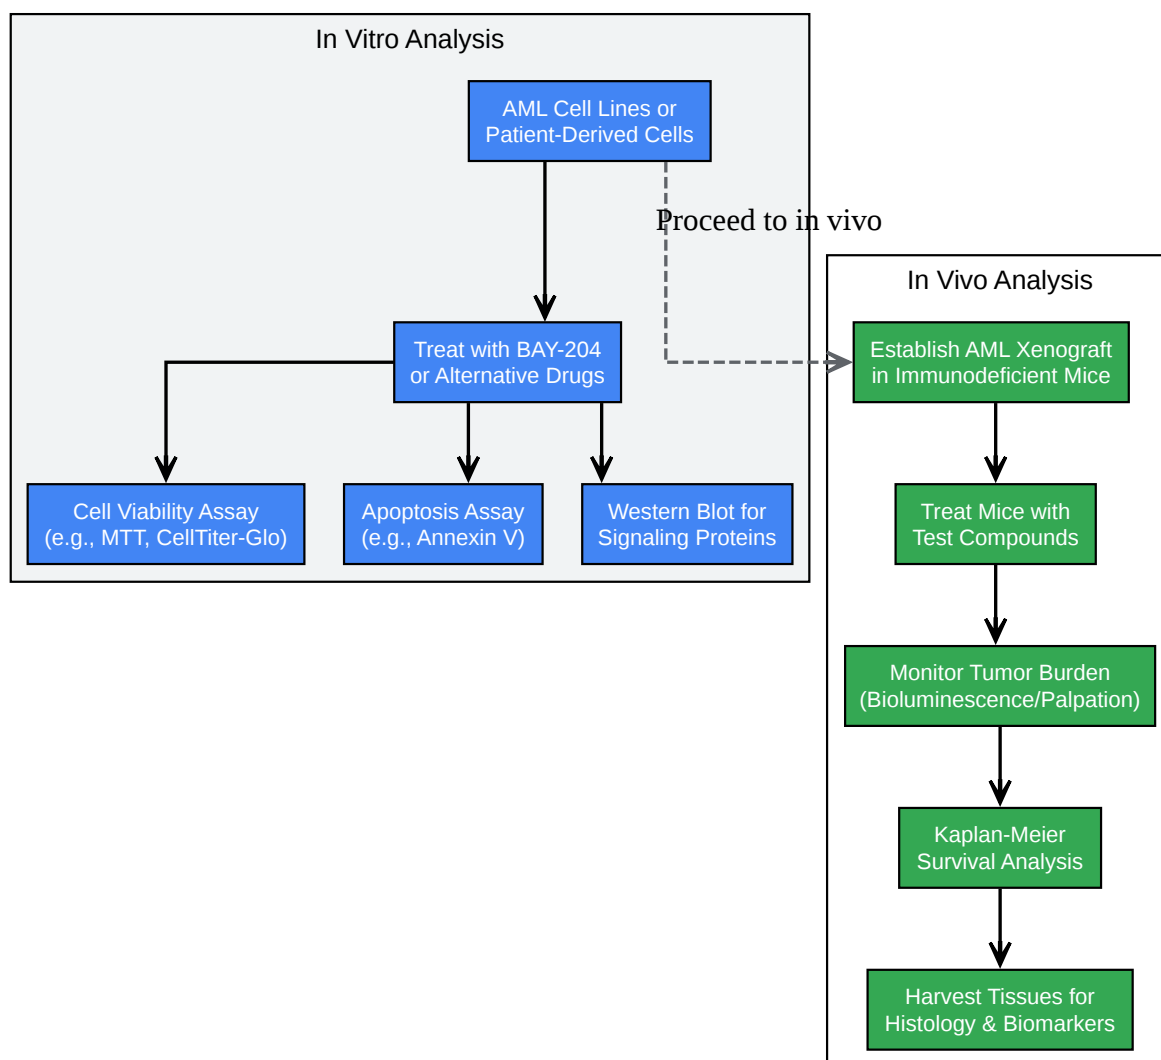 In Vitro Analysis
AML Cell Lines or
Patient-Derived Cells
Proceed to in vivo
Treat with BAY-204
or Alternative Drugs
Cell Viability Assay
(e.g., MTT, CellTiter-Glo)
Apoptosis Assay
(e.g., Annexin V)
Western Blot for
Signaling Proteins
In Vivo Analysis
Establish AML Xenograft
in Immunodeficient Mice
Treat Mice with
Test Compounds
Monitor Tumor Burden
(Bioluminescence/Palpation)
Kaplan-Meier
Survival Analysis
Harvest Tissues for
Histology & Biomarkers